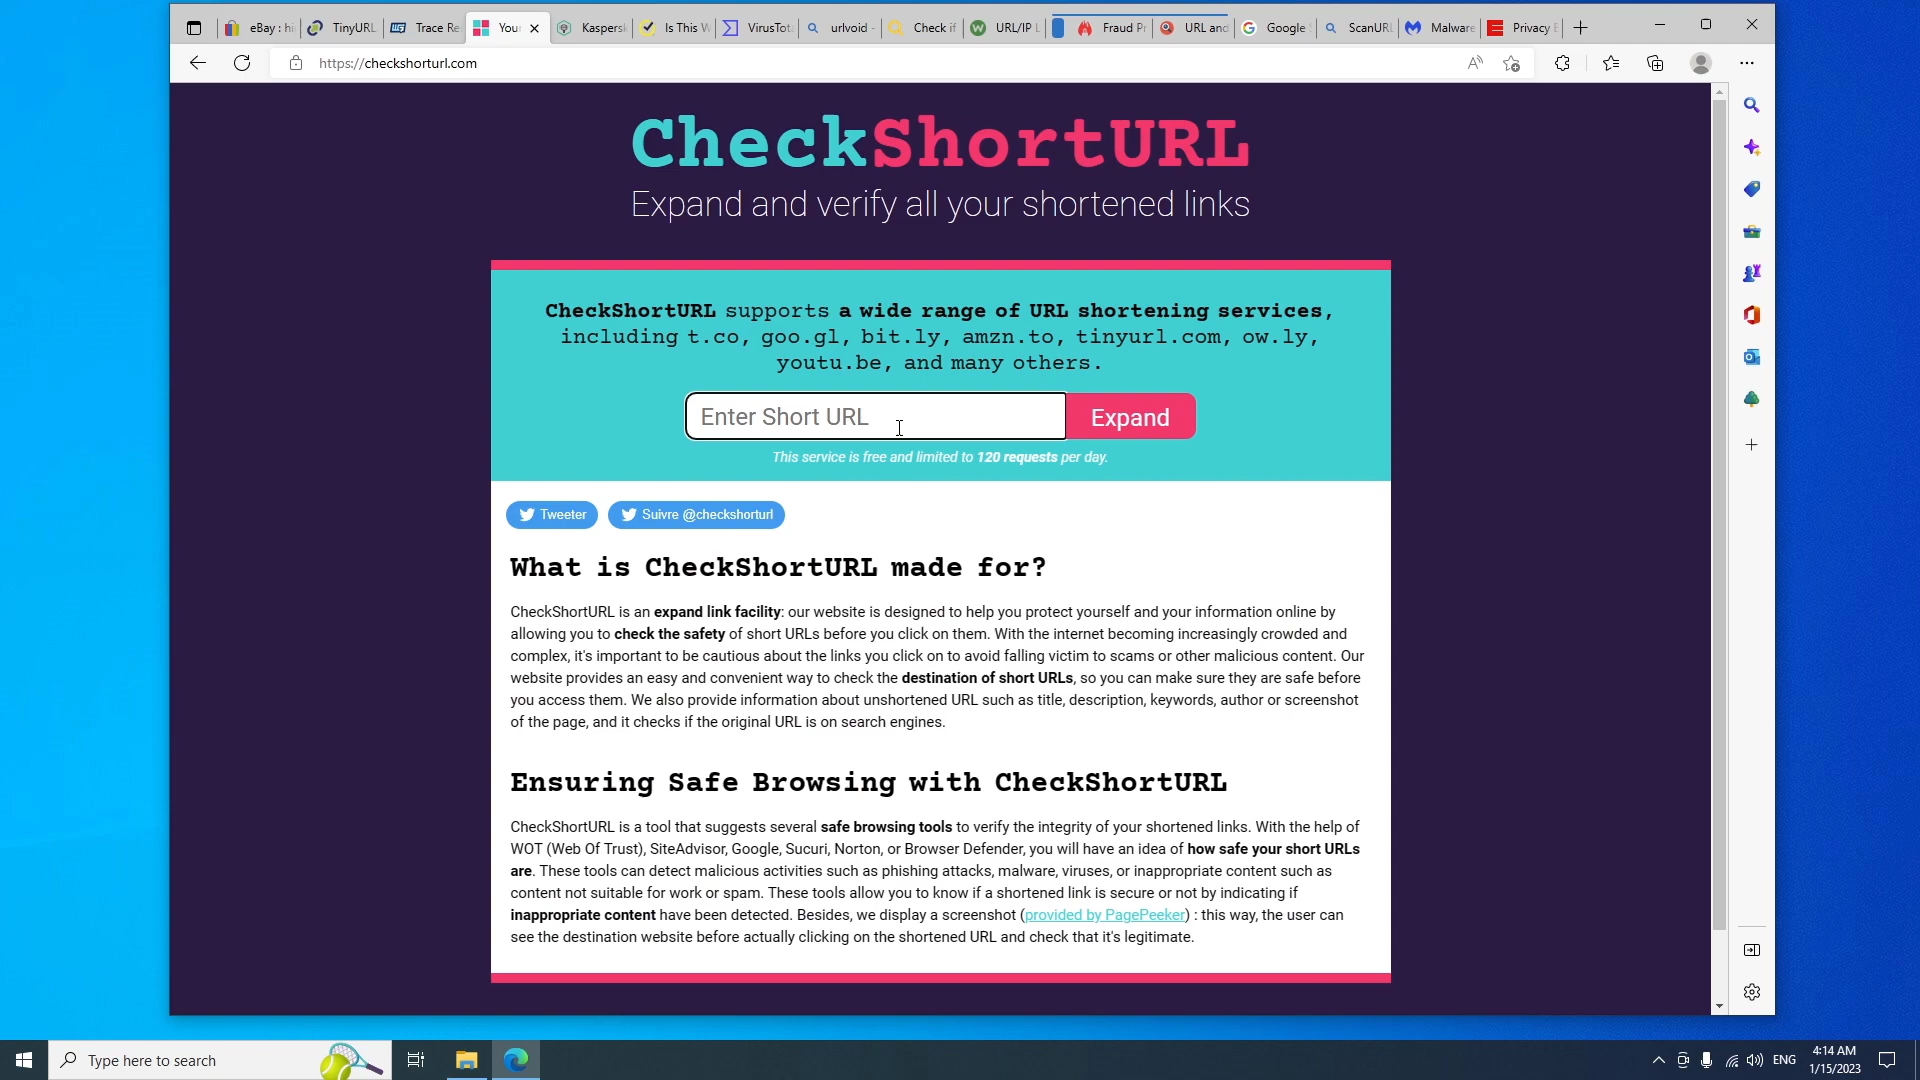 eBay : hi
TinyURL
Trace Re
Your
Kaspersk
Is This W
VirusTota
urlvoid -
Check if
URL/IP L
Fraud Pr
URL and
Google S
ScanURL
Malware
Privacy E
https://checkshorturl.com
CheckShortURL
Expand and verify all your shortened links
CheckShortURL supports a wide range of URL shortening services,
including t.co, goo.gl, bit.ly, amzn.to, tinyurl.com, ow.ly,
youtu.be, and many others.
Enter Short URL
Expand
This service is free and limited to 120 requests per day.
Tweeter
Suivre @checkshorturl
What is CheckShortURL made for?
CheckShortURL is an expand link facility: our website is designed to help you protect yourself and your information online by
allowing you to check the safety of short URLs before you click on them. With the internet becoming increasingly crowded and
complex, it's important to be cautious about the links you click on to avoid falling victim to scams or other malicious content. Our
website provides an easy and convenient way to check the destination of short URLs, so you can make sure they are safe before
you access them. We also provide information about unshortened URL such as title, description, keywords, author or screenshot
of the page, and it checks if the original URL is on search engines.
Ensuring Safe Browsing with CheckShortURL
CheckShortURL is a tool that suggests several safe browsing tools to verify the integrity of your shortened links. With the help of
WOT (Web Of Trust), SiteAdvisor, Google, Sucuri, Norton, or Browser Defender, you will have an idea of how safe your short URLs
are. These tools can detect malicious activities such as phishing attacks, malware, viruses, or inappropriate content such as
content not suitable for work or spam. These tools allow you to know if a shortened link is secure or not by indicating if
inappropriate content have been detected. Besides, we display a screenshot (provided by PagePeeker) : this way, the user can
see the destination website before actually clicking on the shortened URL and check that it's legitimate.
Type here to search
ENG
4:14 AM
1/15/2023